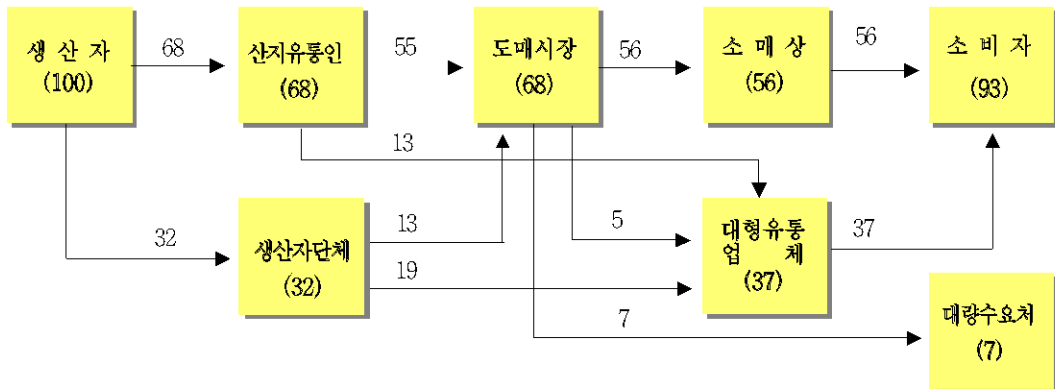 생 산 자
(100)
68
산지유통인
(68)
55
도매시장
(68)
56
소 매 상
(56)
56
소 비 자
(93)
13
32
생산자단체
(32)
13
19
5
대형유통
업 체
(37)
37
7
대량수요처
(7)